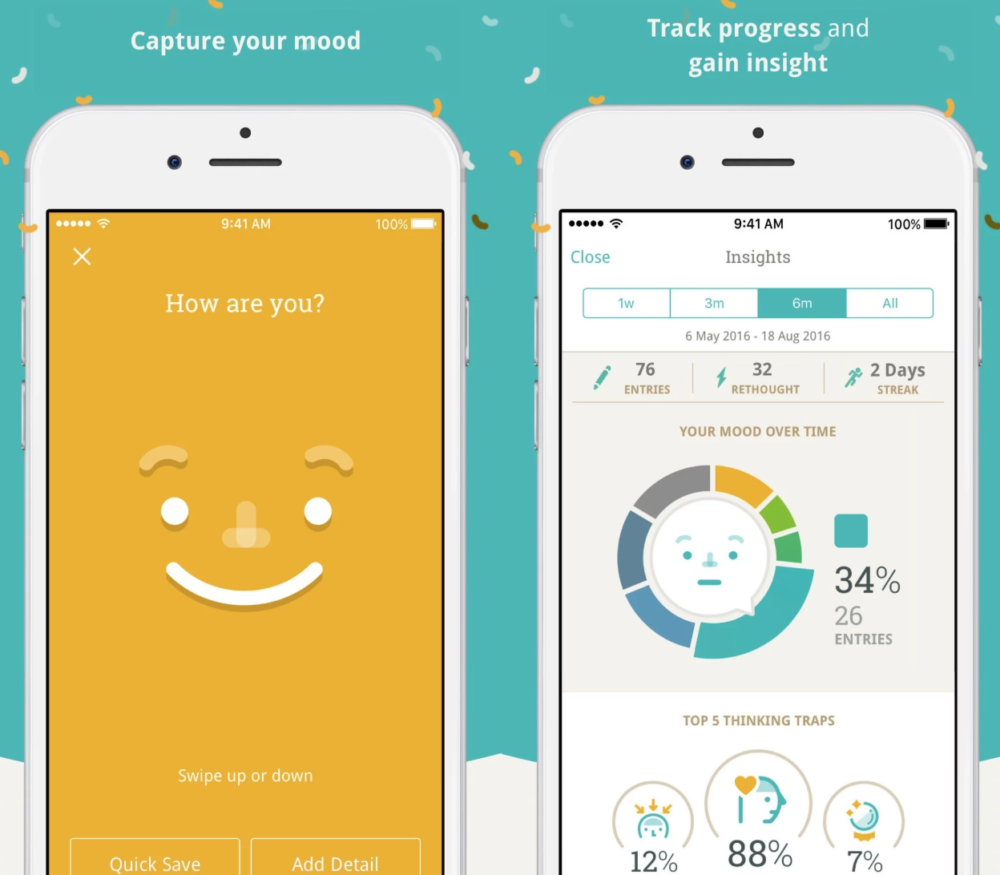 Capture your mood
9:41 AM
100%
How are you?
Swipe up or down
Quick Save
Add Detail
Track progress and
gain insight
9:41 AM
100%
Close
Insights
1w
3m
6m
All
6 May 2016 - 18 Aug 2016
76
ENTRIES
32
RETHOUGHT
2 Days
STREAK
YOUR MOOD OVER TIME
34%
26
ENTRIES
TOP 5 THINKING TRAPS
12%
88%
7%